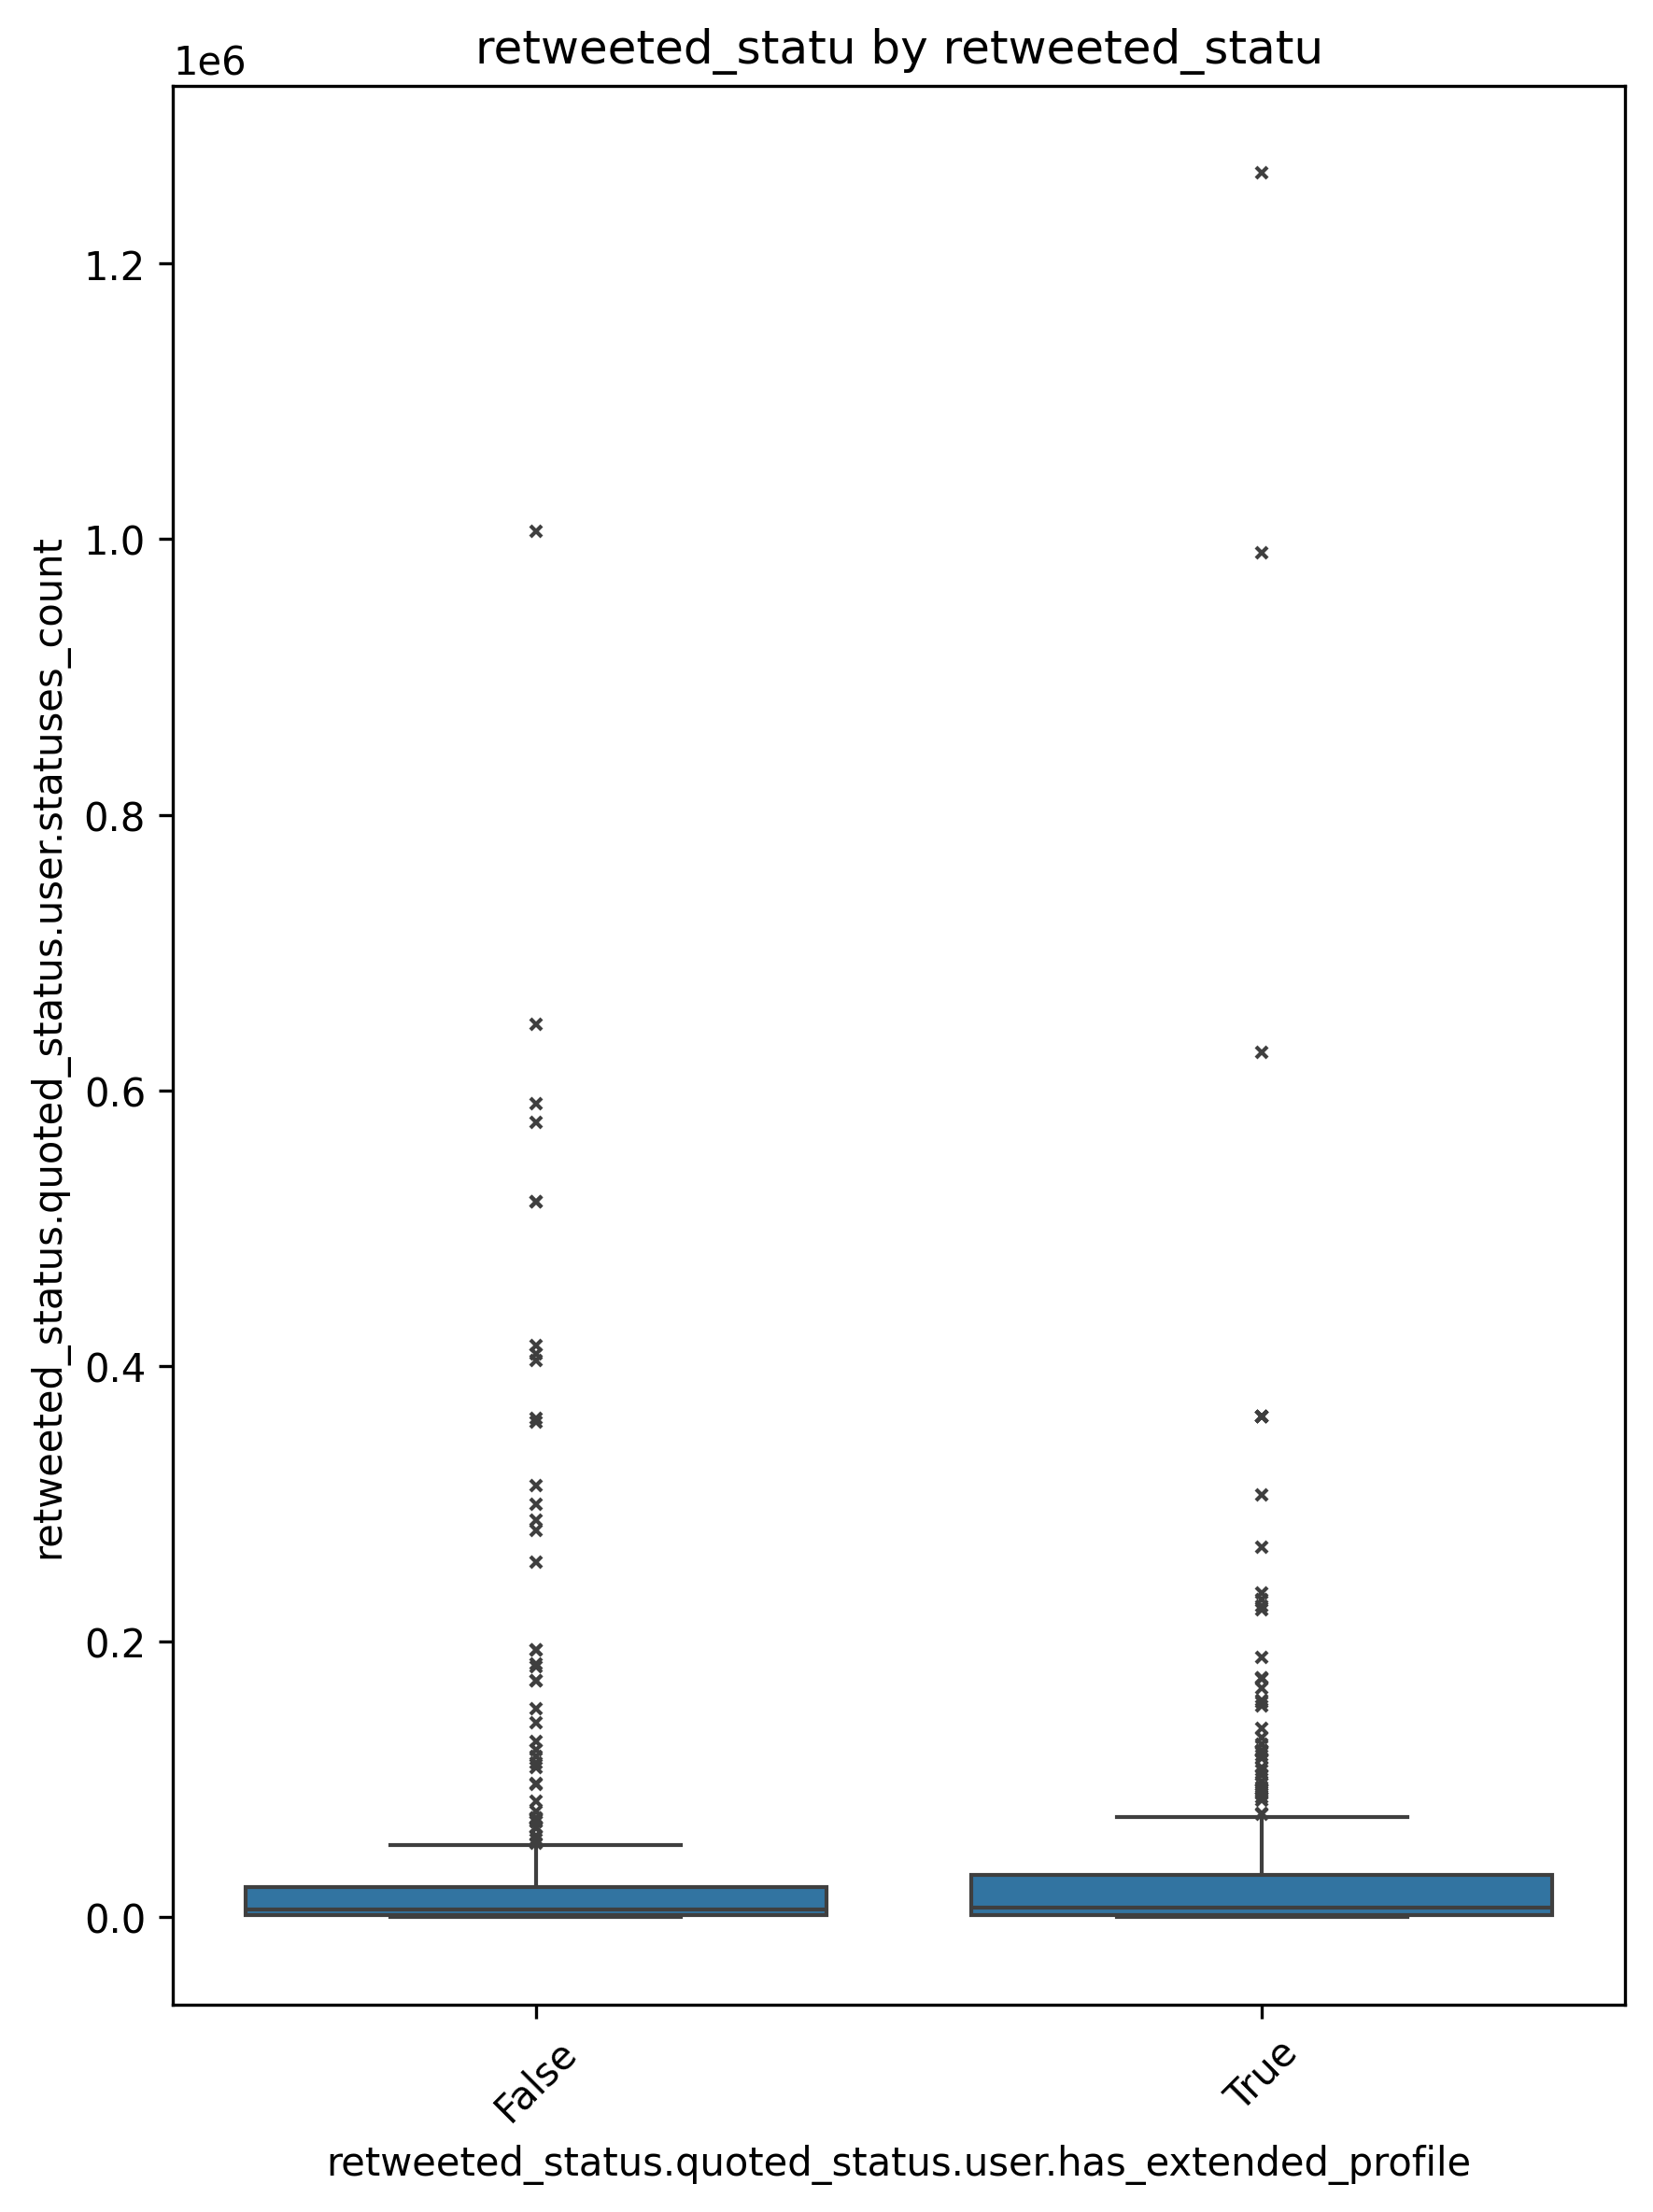 retweeted_statu by retweeted_statu
1e6
1.2
1.0
0.8
0.6
0.4
0.2
0.0
retweeted_status.quoted_status.user.statuses_count
False
True
retweeted_status.quoted_status.user.has_extended_profile